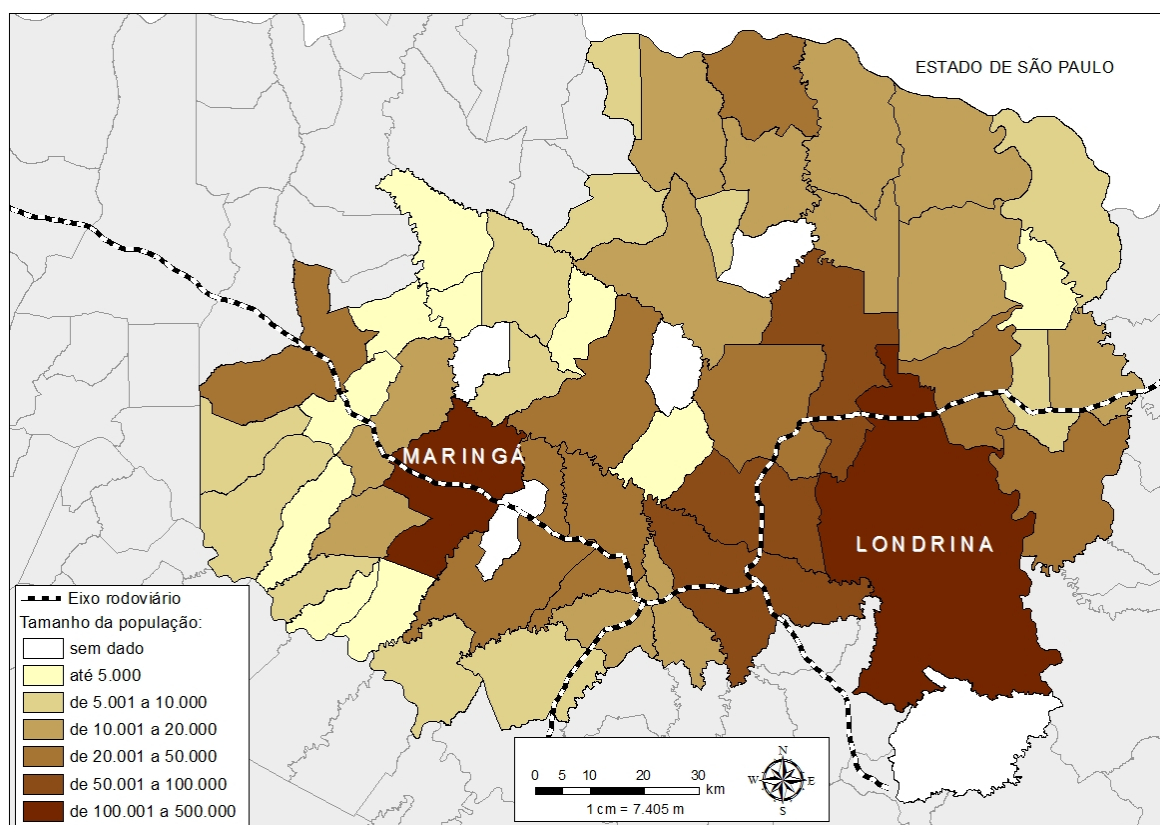 ESTADO DE SÃO PAULO
MARINGÁ
LONDRINA
Eixo rodoviário
Tamanho da população:
sem dado
até 5.000
de 5.001 a 10.000
de 10.001 a 20.000
de 20.001 a 50.000
de 50.001 a 100.000
de 100.001 a 500.000
0 5 10 20 30
km
1 cm = 7.405 m
N
W E
S